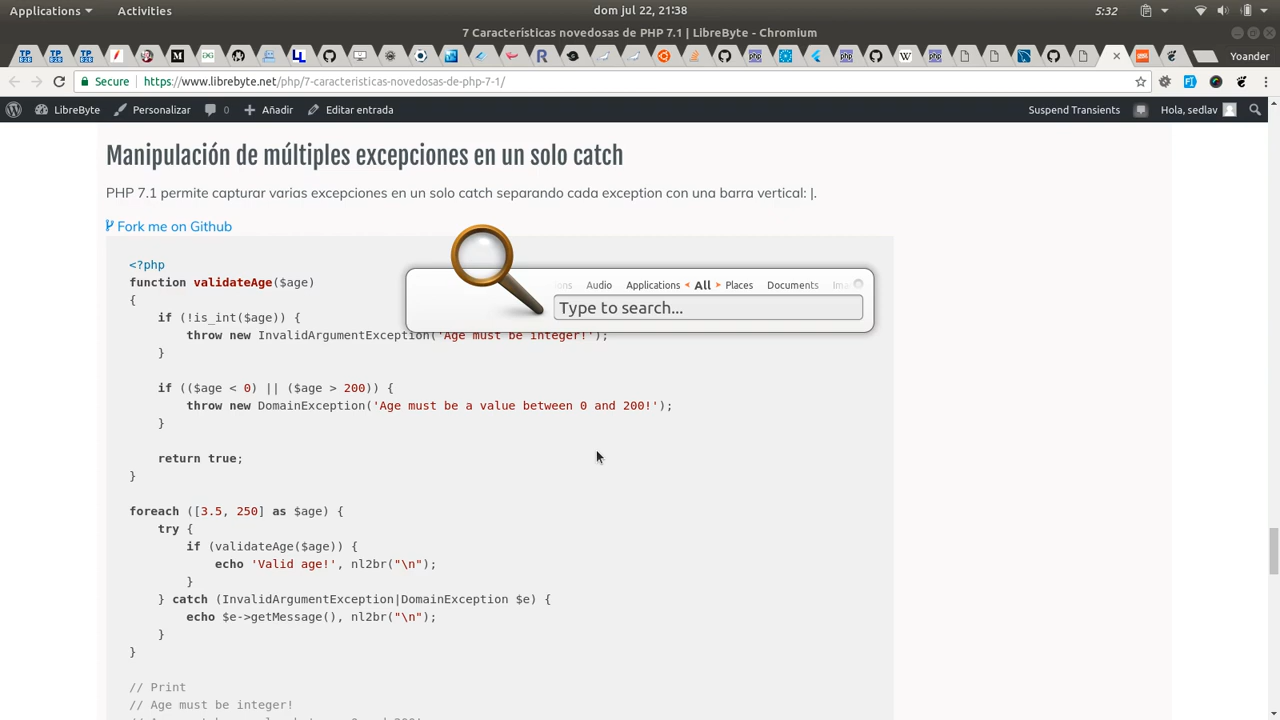 Applications Activities dom jul 22, 21:38 5:32
7 Características novedosas de PHP 7.1 | LibreByte - Chromium
Yoander
Secure https://www.librebyte.net/php/7-caracteristicas-novedosas-de-php-7-1/
LibreByte Personalizar 0 Añadir Editar entrada Suspend Transients Hola, sedlav
Manipulación de múltiples excepciones en un solo catch
PHP 7.1 permite capturar varias excepciones en un solo catch separando cada exception con una barra vertical: |.
Fork me on Github
Audio Applications All Places Documents
Type to search...
<?php
function validateAge($age)
{
if (!is_int($age)) {
throw new InvalidArgumentException('Age must be integer!');
}
if (($age < 0) || ($age > 200)) {
throw new DomainException('Age must be a value between 0 and 200!');
}
return true;
}
foreach ([3.5, 250] as $age) {
try {
if (validateAge($age)) {
echo 'Valid age!', nl2br("\n");
}
} catch (InvalidArgumentException|DomainException $e) {
echo $e->getMessage(), nl2br("\n");
}
}
// Print
// Age must be integer!